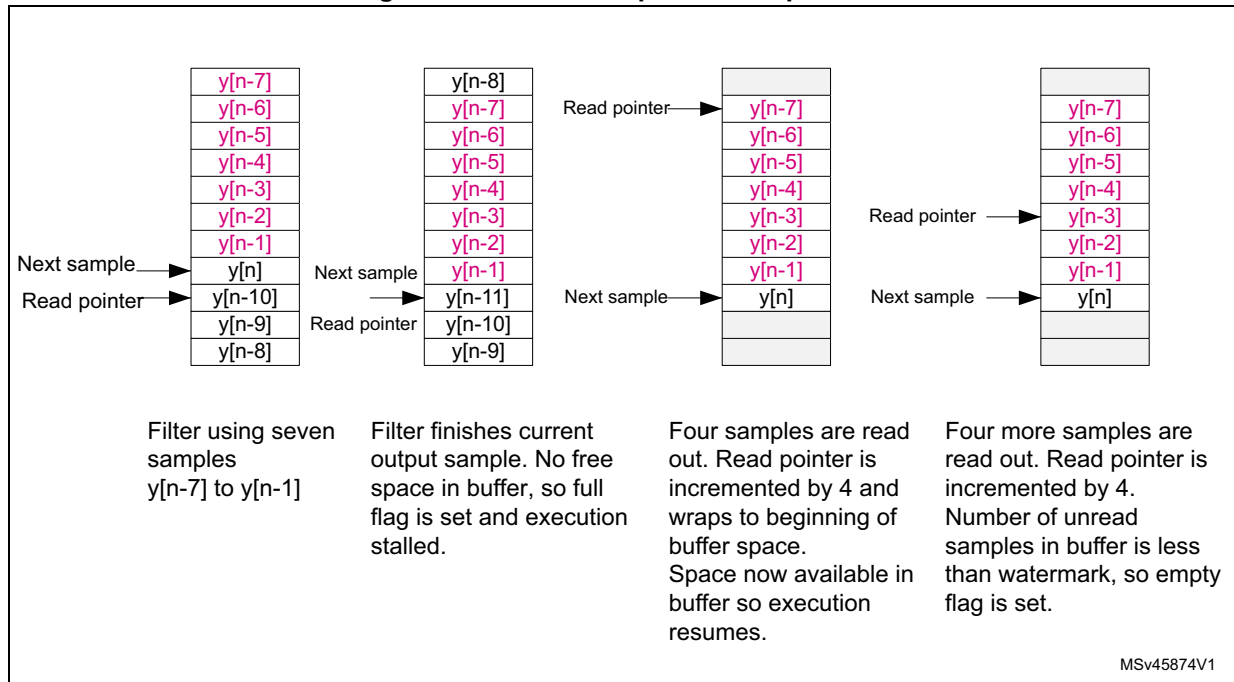 y[n-7]
y[n-6]
y[n-5]
y[n-4]
y[n-3]
y[n-2]
y[n-1]
y[n]
y[n-10]
y[n-9]
y[n-8]
Next sample
Read pointer
y[n-8]
y[n-7]
y[n-6]
y[n-5]
y[n-4]
y[n-3]
y[n-2]
y[n-1]
y[n-11]
y[n-10]
y[n-9]
Next sample
Read pointer
Read pointer
y[n-7]
y[n-6]
y[n-5]
y[n-4]
y[n-3]
y[n-2]
y[n-1]
y[n]
Next sample
y[n-7]
y[n-6]
y[n-5]
y[n-4]
y[n-3]
y[n-2]
y[n-1]
y[n]
Read pointer
Next sample
Filter using seven
samples
y[n-7] to y[n-1]
Filter finishes current
output sample. No free
space in buffer, so full
flag is set and execution
stalled.
Four samples are read
out. Read pointer is
incremented by 4 and
wraps to beginning of
buffer space.
Space now available in
buffer so execution
resumes.
Four more samples are
read out. Read pointer is
incremented by 4.
Number of unread
samples in buffer is less
than watermark, so empty
flag is set.
MSv45874V1